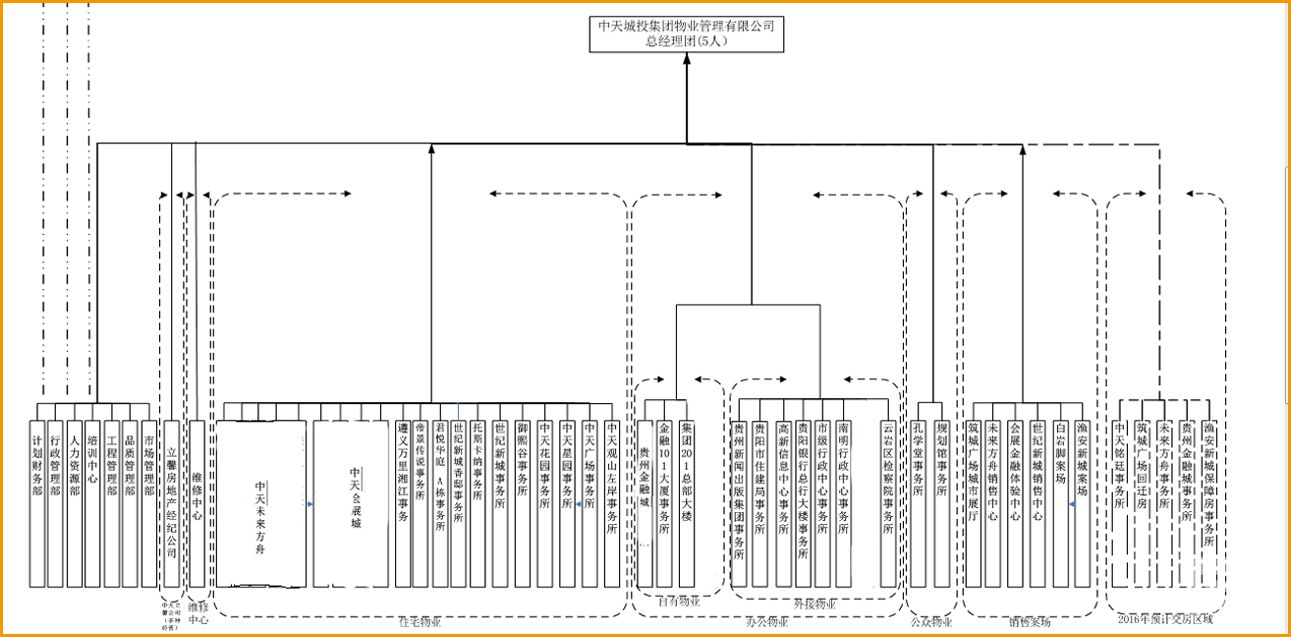 中天城投集团物业管理有限公司
总经理团(5人)
计划财务部
行政管理部
人力资源部
培训中心
工程管理部
品质管理部
市场管理部
立馨房地产经纪公司
维修中心
中天未来方舟
中天会展城
遵义万里湘江事务
帝景传说事务所
君悦华庭 A栋事务所
世纪新城香邸事务所
托斯卡纳事务所
世纪新城事务所
御熙谷事务所
中天花园事务所
中天星园事务所
中天广场事务所
中天观山左岸事务所
贵州金融城
金融101大厦事务所
集团201总部大楼
贵州新闻出版集团事务所
贵阳市住建局事务所
高新信息中心事务所
贵阳银行总行大楼事务所
市级行政中心事务所
南明行政中心事务所
云岩区检察院事务所
孔学堂事务所
规划馆事务所
筑城广场城市展厅
未来方舟销售中心
会展金融体验中心
世纪新城销售中心
白岩脚案场
渔安新城案场
中天铭廷事务所
筑城广场回迁房
未来方舟事务所
贵州金融城事务所
渔安新城保障房事务所
自有物业
外接物业
中天立
馨公司
(多种
经营)
维修
中心
住宅物业
办公物业
公众物业
销售案场
2016年预计交房区域